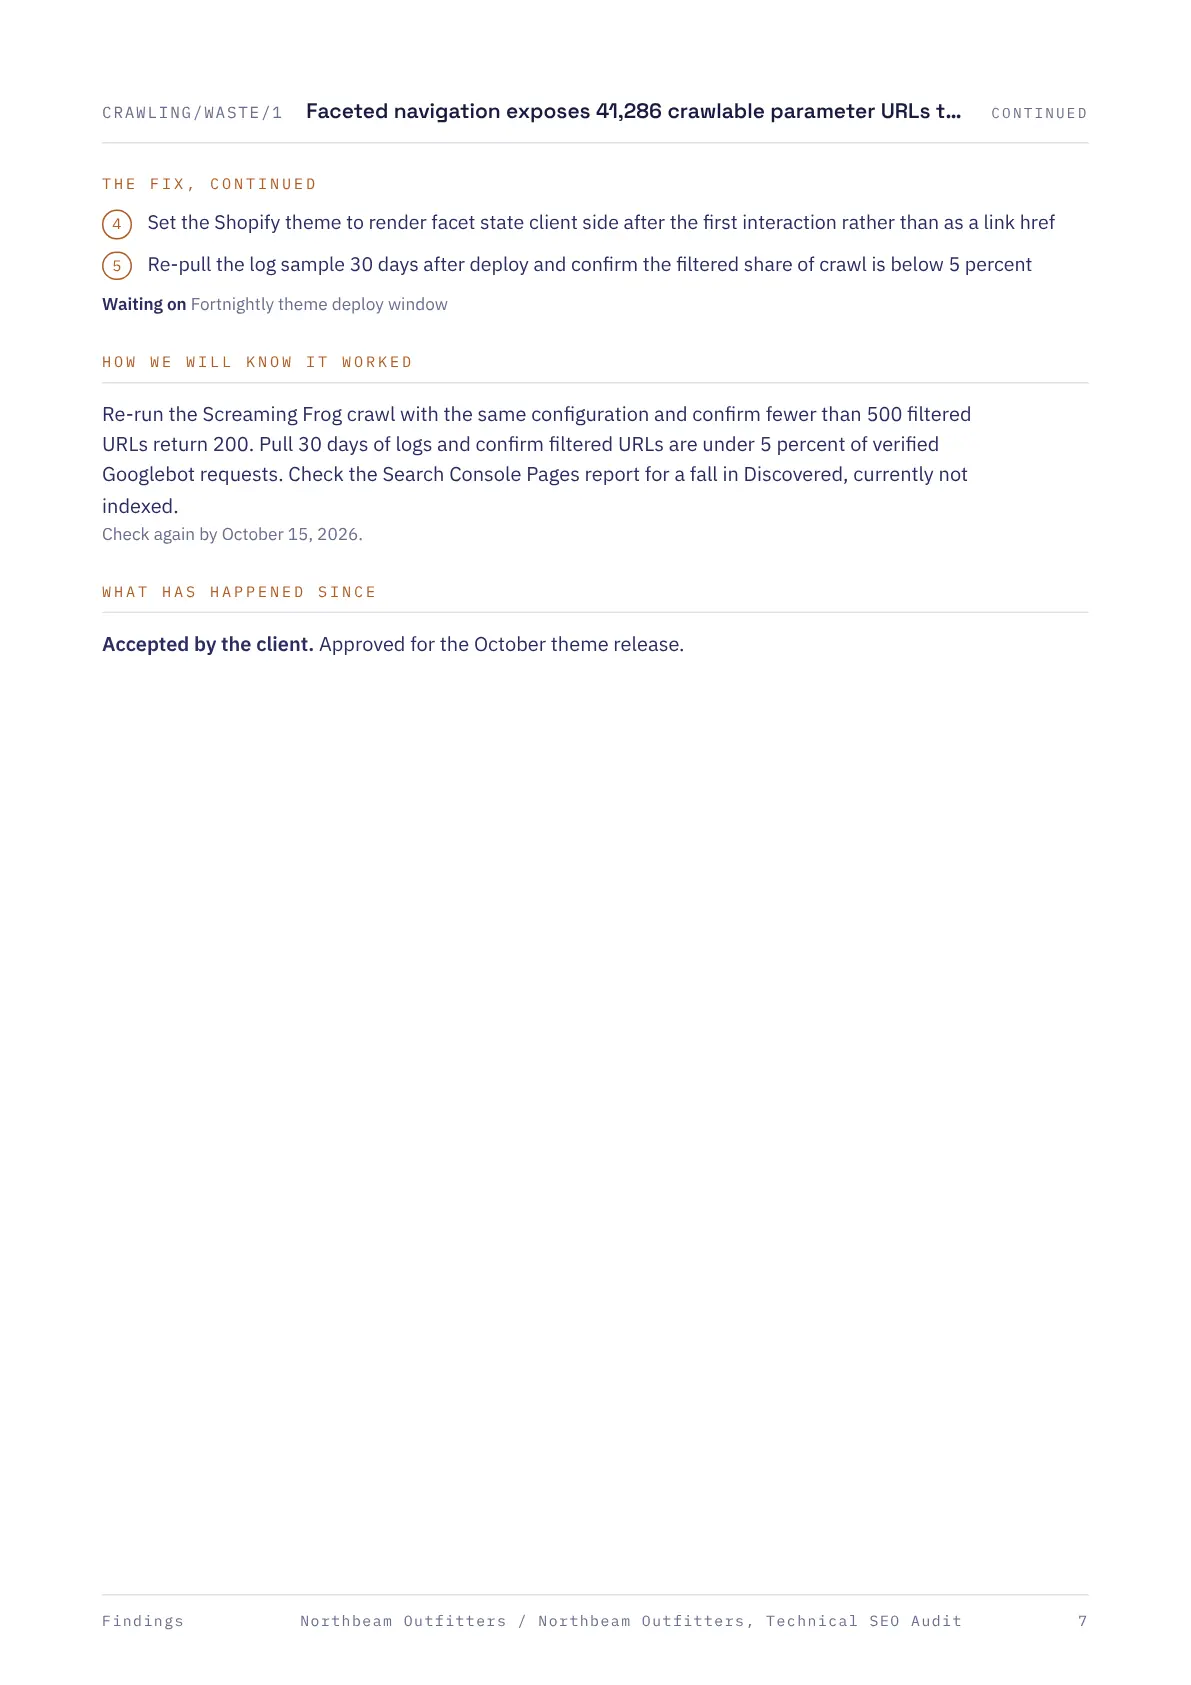 CRAWLING/WASTE/1 Faceted navigation exposes 41,286 crawlable parameter URLs t… CONTINUED
THE FIX, CONTINUED
4 Set the Shopify theme to render facet state client side after the first interaction rather than as a link href
5 Re-pull the log sample 30 days after deploy and confirm the filtered share of crawl is below 5 percent
Waiting on Fortnightly theme deploy window
HOW WE WILL KNOW IT WORKED
Re-run the Screaming Frog crawl with the same configuration and confirm fewer than 500 filtered
URLs return 200. Pull 30 days of logs and confirm filtered URLs are under 5 percent of verified
Googlebot requests. Check the Search Console Pages report for a fall in Discovered, currently not
indexed.
Check again by October 15, 2026.
WHAT HAS HAPPENED SINCE
Accepted by the client. Approved for the October theme release.
Findings Northbeam Outfitters / Northbeam Outfitters, Technical SEO Audit 7